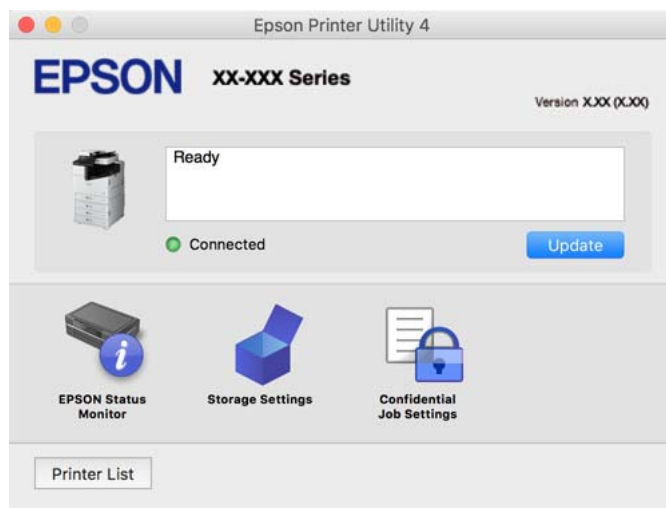 Epson Printer Utility 4
EPSON XX-XXX Series
Version X.XX (X.XX)
Ready
Connected
Update
EPSON Status
Monitor
Storage Settings
Confidential
Job Settings
Printer List